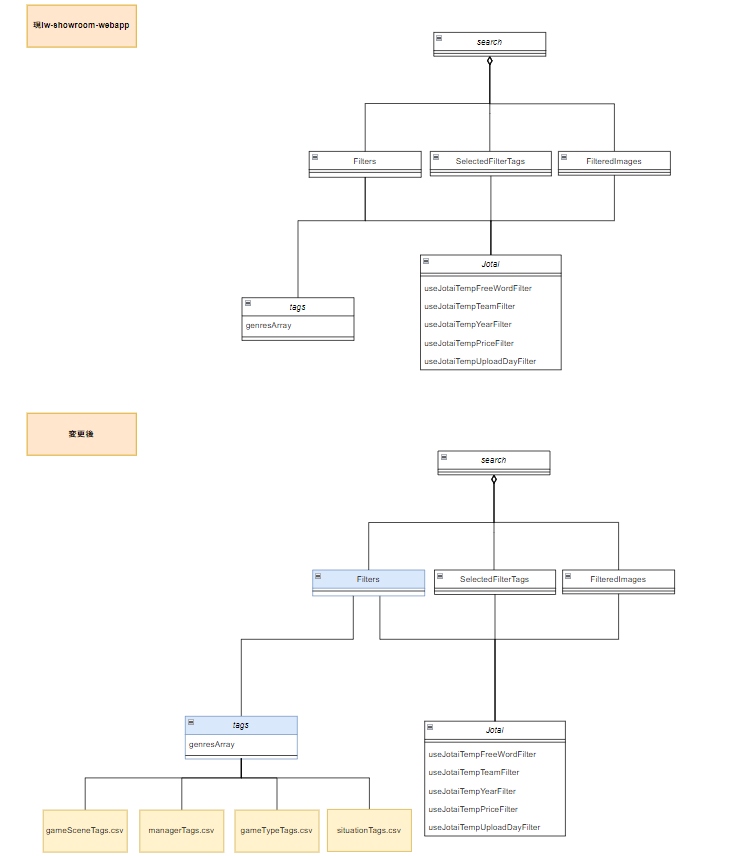 現lw-showroom-webapp
search
Filters
SelectedFilterTags
FilteredImages
tags
genresArray
Jotai
useJotaiTempFreeWordFilter
useJotaiTempTeamFilter
useJotaiTempYearFilter
useJotaiTempPriceFilter
useJotaiTempUploadDayFilter
変更後
search
Filters
SelectedFilterTags
FilteredImages
tags
genresArray
Jotai
useJotaiTempFreeWordFilter
useJotaiTempTeamFilter
useJotaiTempYearFilter
useJotaiTempPriceFilter
useJotaiTempUploadDayFilter
gameSceneTags.csv
managerTags.csv
gameTypeTags.csv
situationTags.csv